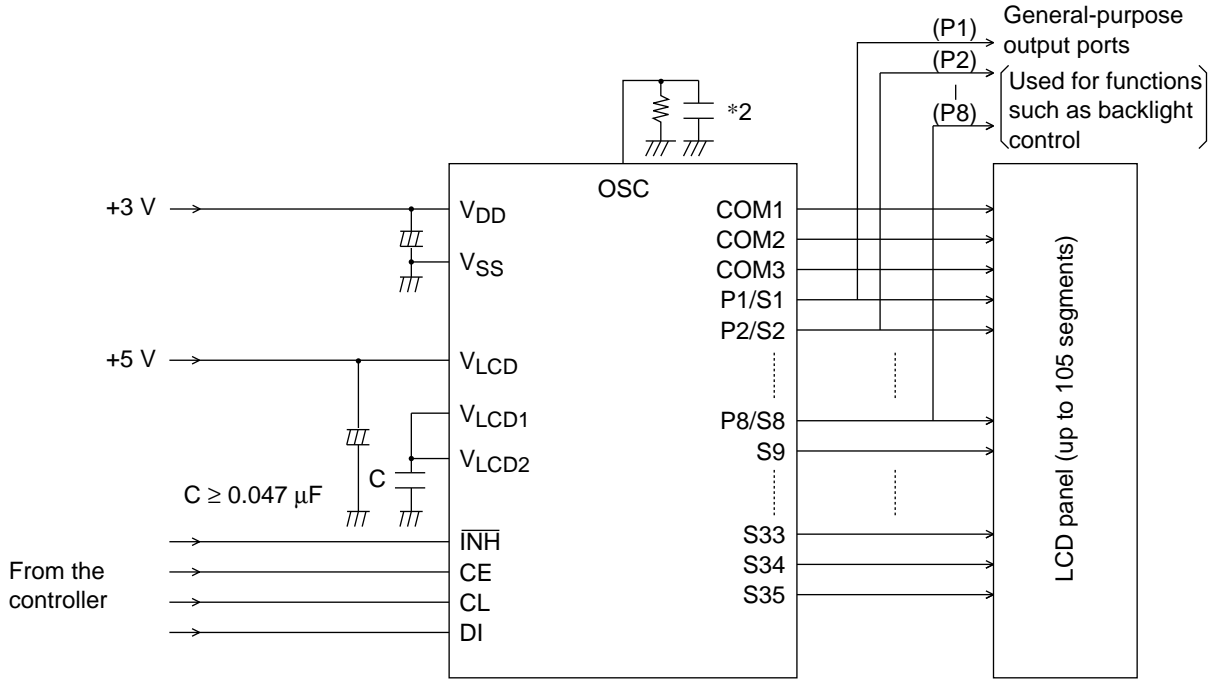 (P1)
General-purpose
output ports
(P2)
(P8)
Used for functions
such as backlight
control
*2
OSC
+3 V
VDD
VSS
+5 V
VLCD
VLCD1
VLCD2
C
C ≥ 0.047 μF
From the
controller
INH
CE
CL
DI
COM1
COM2
COM3
P1/S1
P2/S2
P8/S8
S9
S33
S34
S35
LCD panel (up to 105 segments)